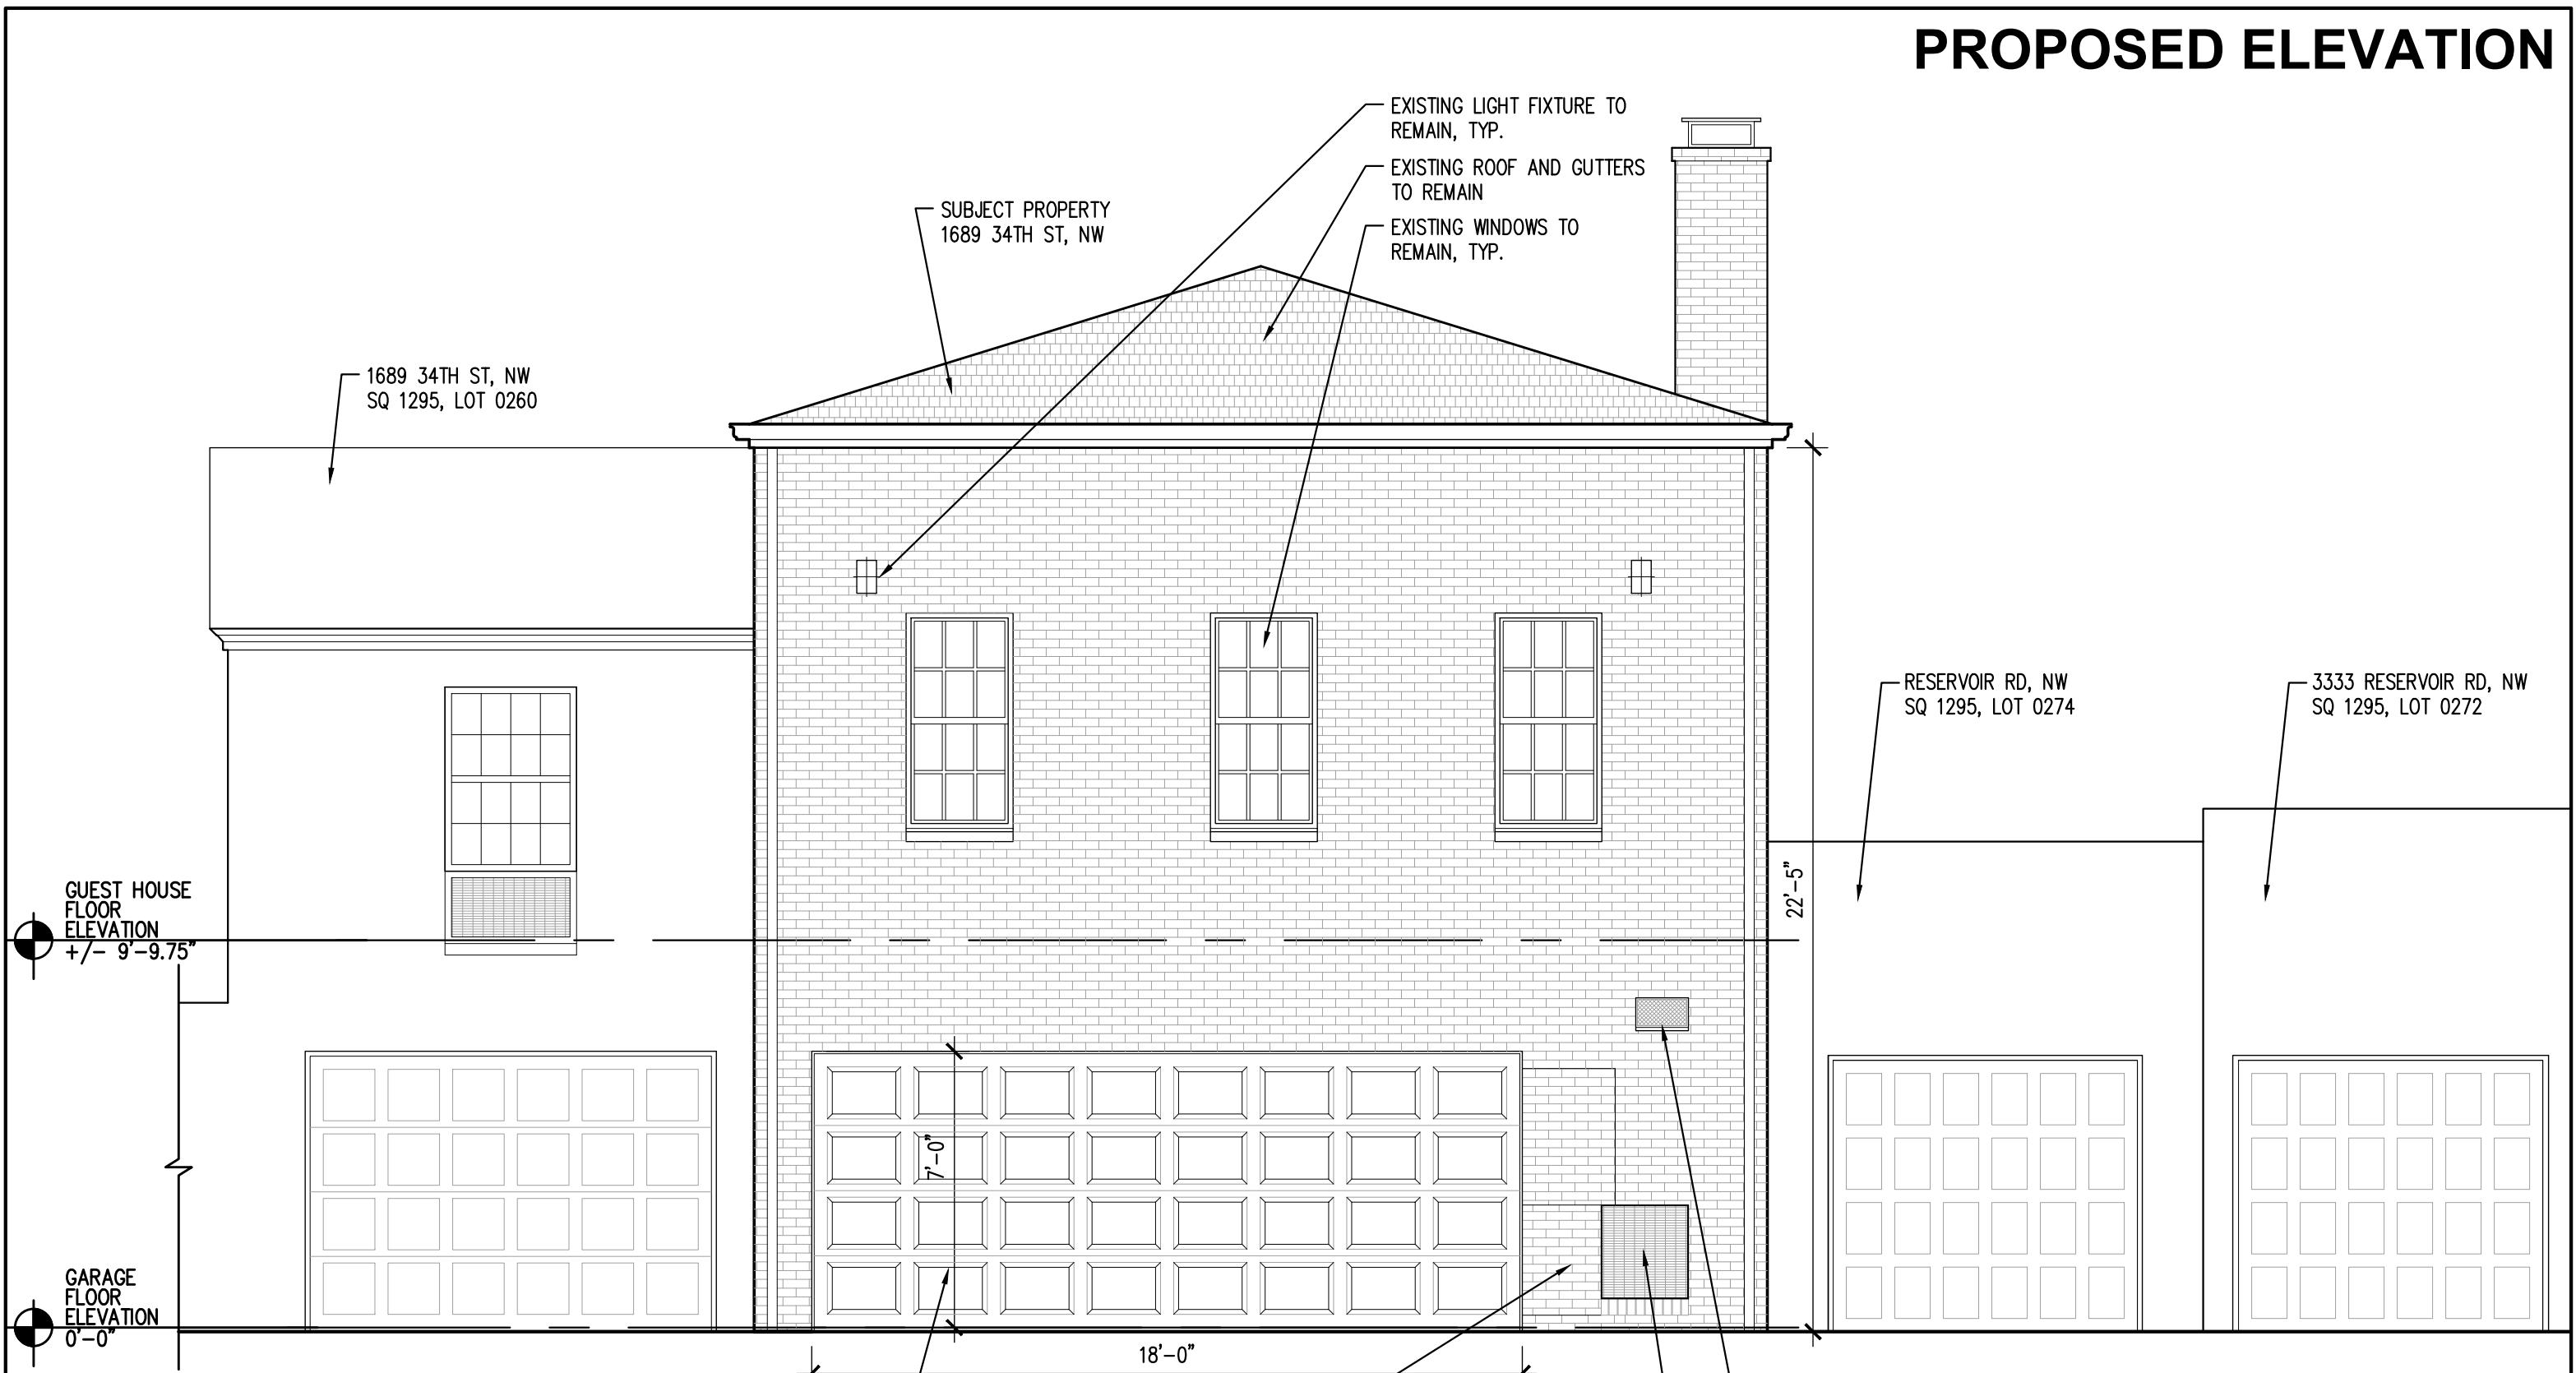 PROPOSED ELEVATION
EXISTING LIGHT FIXTURE TO
REMAIN, TYP.
EXISTING ROOF AND GUTTERS
TO REMAIN
EXISTING WINDOWS TO
REMAIN, TYP.
SUBJECT PROPERTY
1689 34TH ST, NW
1689 34TH ST, NW
SQ 1295, LOT 0260
RESERVOIR RD, NW
SQ 1295, LOT 0274
3333 RESERVOIR RD, NW
SQ 1295, LOT 0272
22'-5"
GUEST HOUSE
FLOOR
ELEVATION
+/- 9'-9.75"
7'-0"
GARAGE
FLOOR
ELEVATION
0'-0"
18'-0"